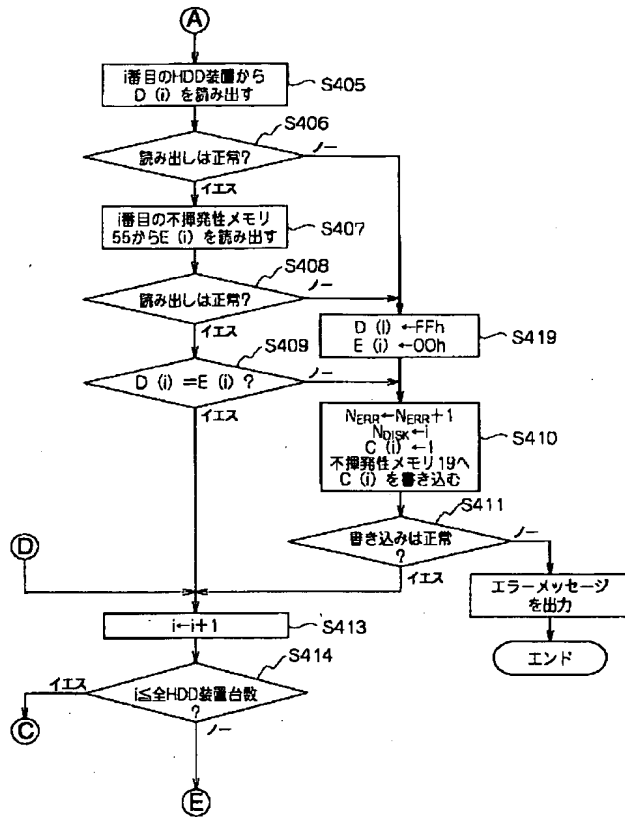 A
i番目のHDD装置から
D (i) を読み出す
S405
S406
読み出しは正常?
ノー
イエス
i番目の不揮発性メモリ
55からE (i) を読み出す
S407
S408
読み出しは正常?
ノー
イエス
D (i) ←FFh
E (i) ←00h
S419
S409
D (i) =E (i) ?
ノー
イエス
NERR←NERR+1
NDISK←i
C (i) ←1
不揮発性メモリ19へ
C (i) を書き込む
S410
S411
書き込みは正常
?
ノー
イエス
D
エラーメッセージ
を出力
エンド
i←i+1
S413
S414
i≦全HDD装置台数
?
イエス
ノー
C
E